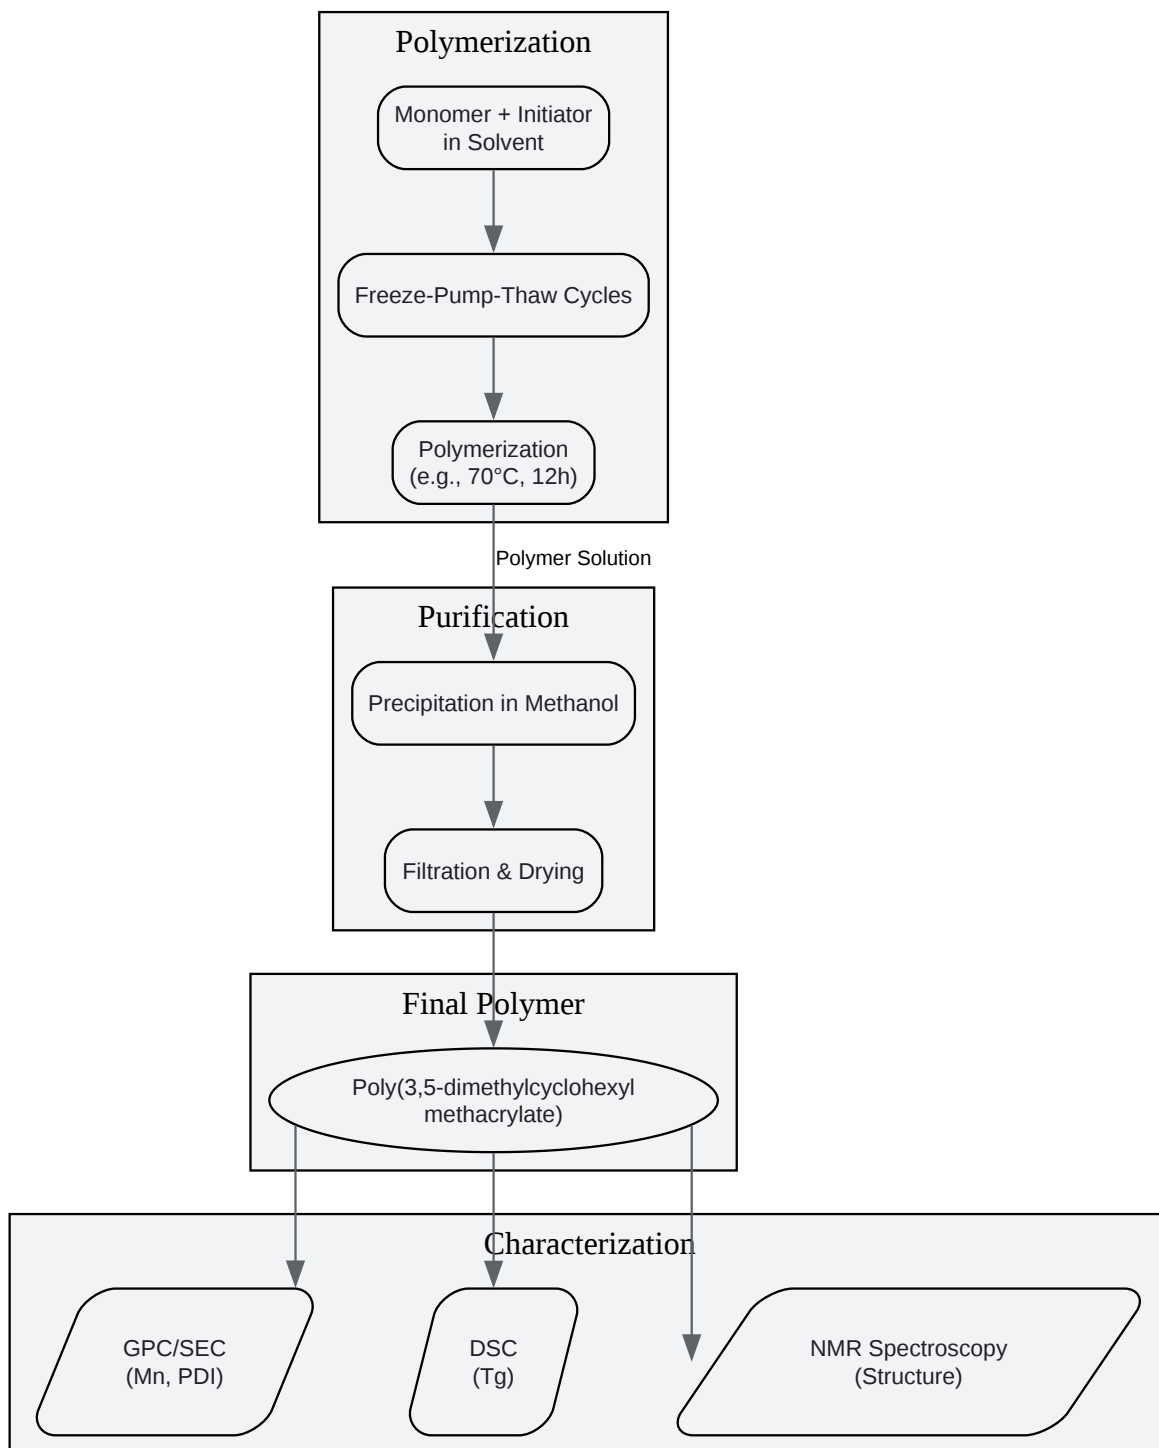 Polymerization
Monomer + Initiator
in Solvent
Freeze-Pump-Thaw Cycles
Polymerization
(e.g., 70°C, 12h)
Polymer Solution
Purification
Precipitation in Methanol
Filtration & Drying
Final Polymer
Poly(3,5-dimethylcyclohexyl
methacrylate)
Characterization
GPC/SEC
(Mn, PDI)
DSC
(Tg)
NMR Spectroscopy
(Structure)